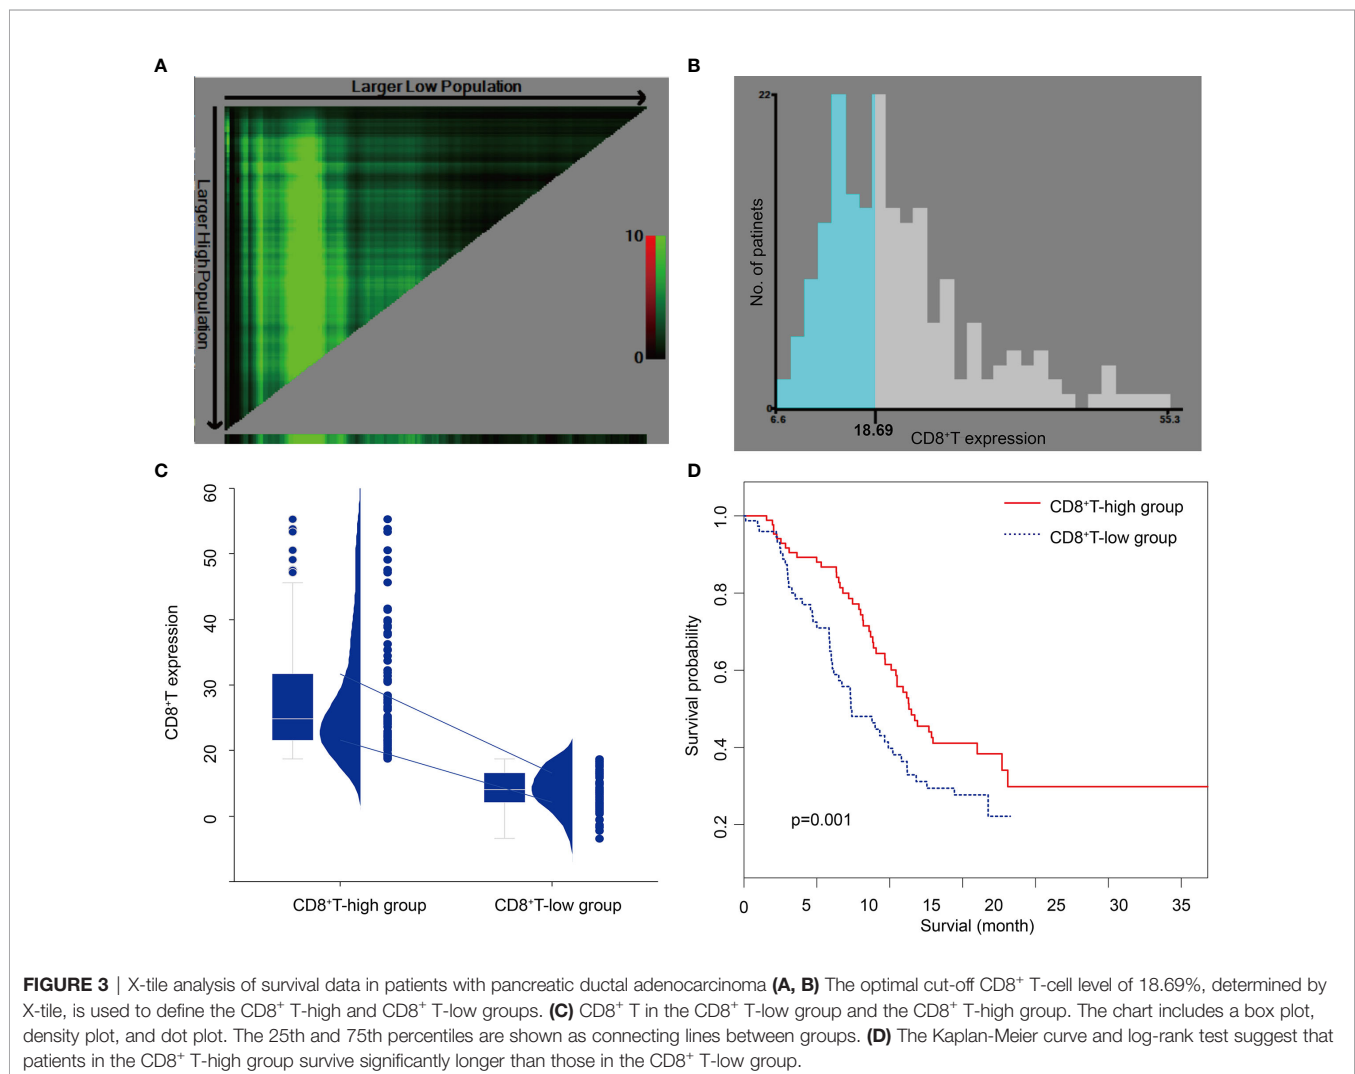 A
Larger Low Population
Larger High Population
10
0
B
22
No. of patinets
0
6.6
18.69
CD8⁺T expression
55.3
C
60
50
40
30
20
0
CD8⁺T expression
CD8⁺T-high group
CD8⁺T-low group
D
1.0
0.8
0.6
0.4
0.2
Survival probability
CD8⁺T-high group
CD8⁺T-low group
p=0.001
0 5 10 15 20 25 30 35
Survial (month)
FIGURE 3 | X-tile analysis of survival data in patients with pancreatic ductal adenocarcinoma (A, B) The optimal cut-off CD8⁺ T-cell level of 18.69%, determined by
X-tile, is used to define the CD8⁺ T-high and CD8⁺ T-low groups. (C) CD8⁺ T in the CD8⁺ T-low group and the CD8⁺ T-high group. The chart includes a box plot,
density plot, and dot plot. The 25th and 75th percentiles are shown as connecting lines between groups. (D) The Kaplan-Meier curve and log-rank test suggest that
patients in the CD8⁺ T-high group survive significantly longer than those in the CD8⁺ T-low group.